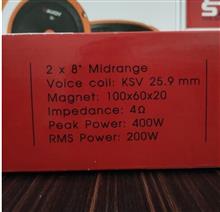 2 x 8" Midrange
Voice coil: KSV 25.9 mm
Magnet: 100x60x20
Impedance: 4Ω
Peak Power: 400W
RMS Power: 200W